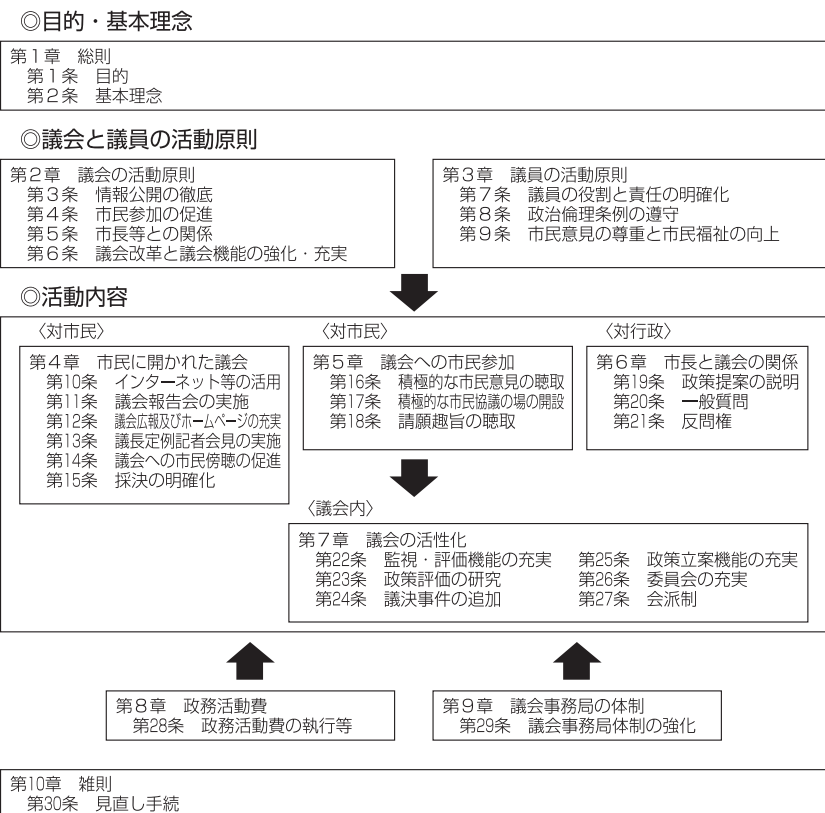 ◎目的・基本理念
第１章　総則
第１条　目的
第２条　基本理念
◎議会と議員の活動原則
第２章　議会の活動原則
第３条　情報公開の徹底
第４条　市民参加の促進
第５条　市長等との関係
第６条　議会改革と議会機能の強化・充実
第３章　議員の活動原則
第７条　議員の役割と責任の明確化
第８条　政治倫理条例の遵守
第９条　市民意見の尊重と市民福祉の向上
◎活動内容
〈対市民〉
第４章　市民に開かれた議会
第10条　インターネット等の活用
第11条　議会報告会の実施
第12条　議会広報及びホームページの充実
第13条　議長定例記者会見の実施
第14条　議会への市民傍聴の促進
第15条　採決の明確化
〈対市民〉
第５章　議会への市民参加
第16条　積極的な市民意見の聴取
第17条　積極的な市民協議の場の開設
第18条　請願趣旨の聴取
〈対行政〉
第６章　市長と議会の関係
第19条　政策提案の説明
第20条　一般質問
第21条　反問権
〈議会内〉
第７章　議会の活性化
第22条　監視・評価機能の充実
第23条　政策評価の研究
第24条　議決事件の追加
第25条　政策立案機能の充実
第26条　委員会の充実
第27条　会派制
第８章　政務活動費
第28条　政務活動費の執行等
第９章　議会事務局の体制
第29条　議会事務局体制の強化
第10章　雑則
第30条　見直し手続